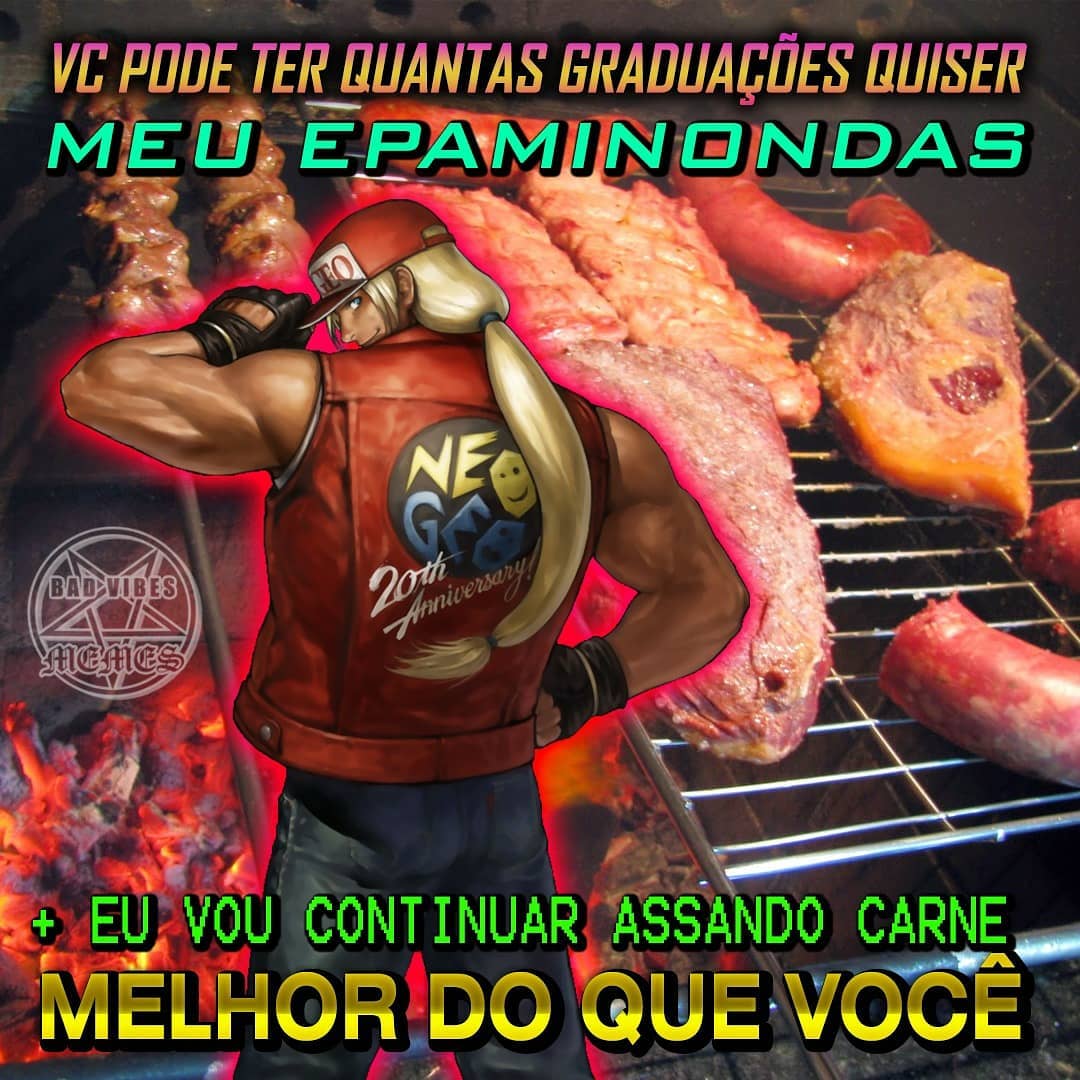 VC PODE TER QUANTAS GRADUAÇÕES QUISER
MEU EPAMINONDAS
GEO
NEO
GEO
20th
Anniversary!
BAD VIBES
MEMES
+ EU VOU CONTINUAR ASSANDO CARNE
MELHOR DO QUE VOCÊ